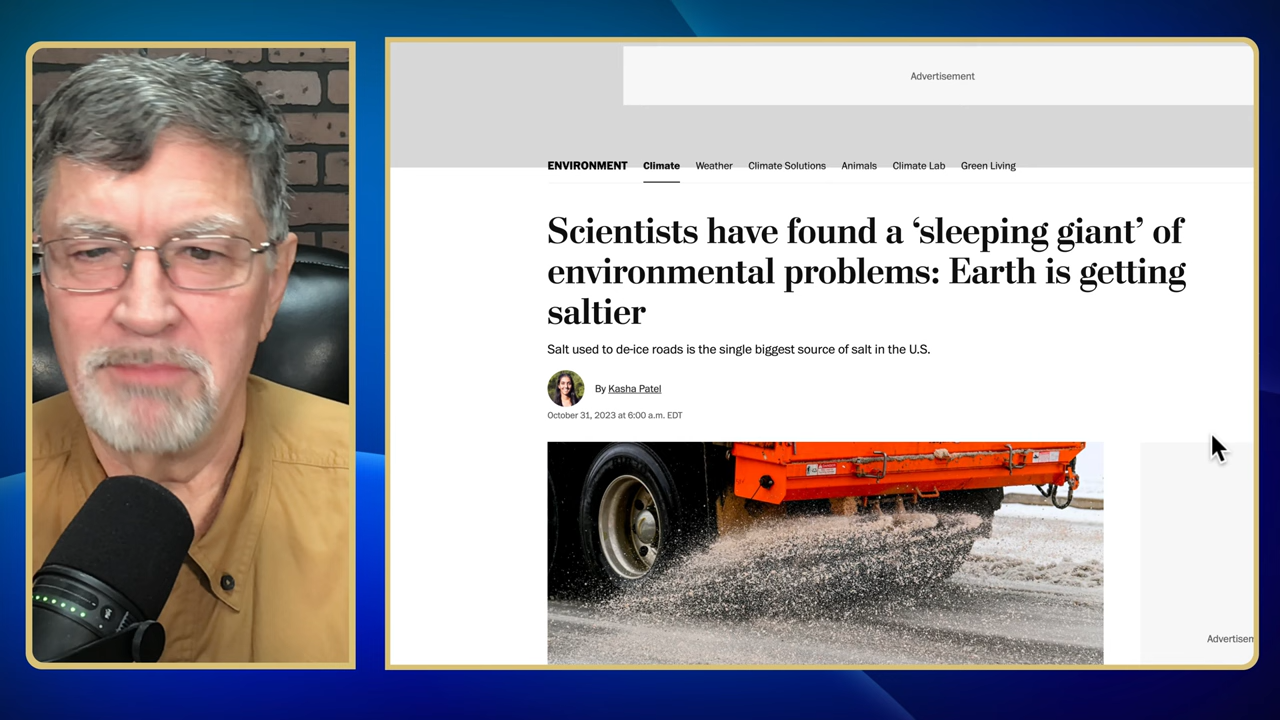 Advertisement
ENVIRONMENT Climate Weather Climate Solutions Animals Climate Lab Green Living
Scientists have found a ‘sleeping giant’ of
environmental problems: Earth is getting
saltier
Salt used to de-ice roads is the single biggest source of salt in the U.S.
By Kasha Patel
October 31, 2023 at 6:00 a.m. EDT
Advertisen